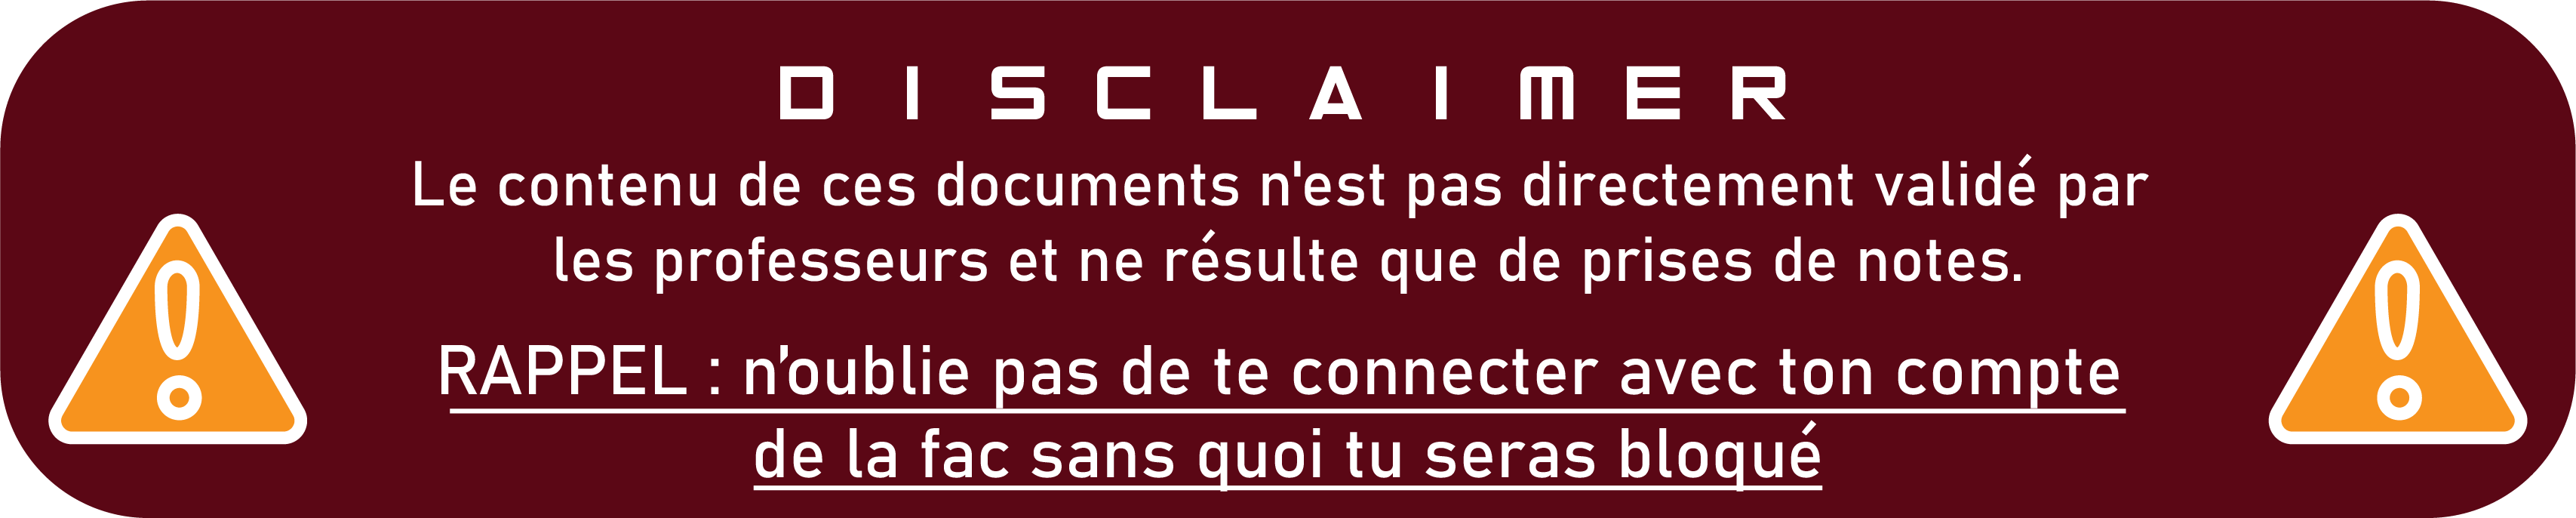 DISCLAIMER
Le contenu de ces documents n'est pas directement validé par
les professeurs et ne résulte que de prises de notes.
RAPPEL : n’oublie pas de te connecter avec ton compte
de la fac sans quoi tu seras bloqué